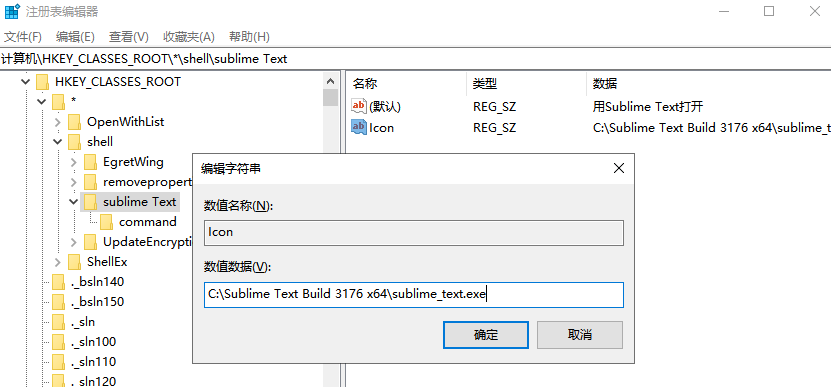 注册表编辑器
文件(F) 编辑(E) 查看(V) 收藏夹(A) 帮助(H)
计算机\HKEY_CLASSES_ROOT\*\shell\sublime Text
HKEY_CLASSES_ROOT
*
OpenWithList
shell
EgretWing
removepropert
sublime Text
command
UpdateEncrypti
ShellEx
._bsln140
._bsln150
._sln
._sln100
._sln110
._sln120
名称 类型 数据
ab (默认) REG_SZ 用Sublime Text打开
ab Icon REG_SZ C:\Sublime Text Build 3176 x64\sublime_t
编辑字符串
数值名称(N):
Icon
数值数据(V):
C:\Sublime Text Build 3176 x64\sublime_text.exe
确定 取消